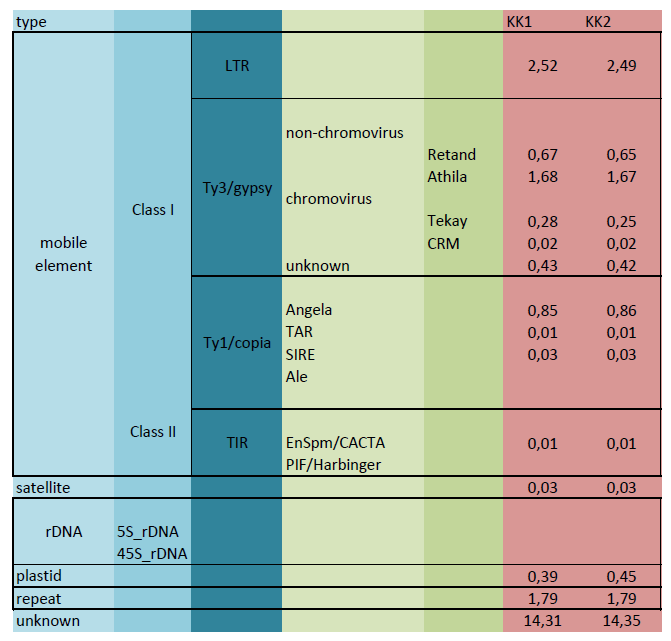 type KK1 KK2
LTR 2,52 2,49
non-chromovirus
Retand 0,67 0,65
Athila 1,68 1,67
Ty3/gypsy
chromovirus
Class I
Tekay 0,28 0,25
mobile CRM 0,02 0,02
element unknown 0,43 0,42
Angela 0,85 0,86
TAR 0,01 0,01
Ty1/copia
SIRE 0,03 0,03
Ale
Class II
TIR EnSpm/CACTA 0,01 0,01
PIF/Harbinger
satellite 0,03 0,03
rDNA 5S_rDNA
45S_rDNA
plastid 0,39 0,45
repeat 1,79 1,79
unknown 14,31 14,35